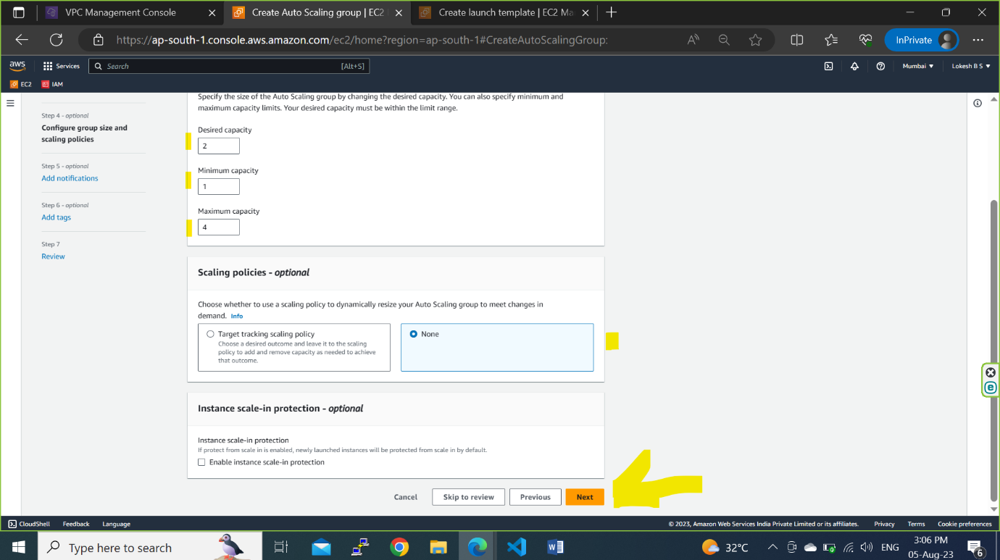 VPC Management Console
Create Auto Scaling group | EC2
Create launch template | EC2 Ma
https://ap-south-1.console.aws.amazon.com/ec2/home?region=ap-south-1#CreateAutoScalingGroup:
InPrivate
aws
Services
Search
[Alt+S]
Mumbai
Lokesh B S
EC2
IAM
Step 4 - optional
Configure group size and
scaling policies
Step 5 - optional
Add notifications
Step 6 - optional
Add tags
Step 7
Review
Specify the size of the Auto Scaling group by changing the desired capacity. You can also specify minimum and
maximum capacity limits. Your desired capacity must be within the limit range.
Desired capacity
2
Minimum capacity
1
Maximum capacity
4
Scaling policies - optional
Choose whether to use a scaling policy to dynamically resize your Auto Scaling group to meet changes in
demand. Info
Target tracking scaling policy
Choose a desired outcome and leave it to the scaling
policy to add and remove capacity as needed to achieve
that outcome.
None
Instance scale-in protection - optional
Instance scale-in protection
If protect from scale in is enabled, newly launched instances will be protected from scale in by default.
Enable instance scale-in protection
Cancel
Skip to review
Previous
Next
CloudShell
Feedback
Language
© 2023, Amazon Web Services India Private Limited or its affiliates.
Privacy
Terms
Cookie preferences
Type here to search
32°C
ENG
3:06 PM
05-Aug-23
6